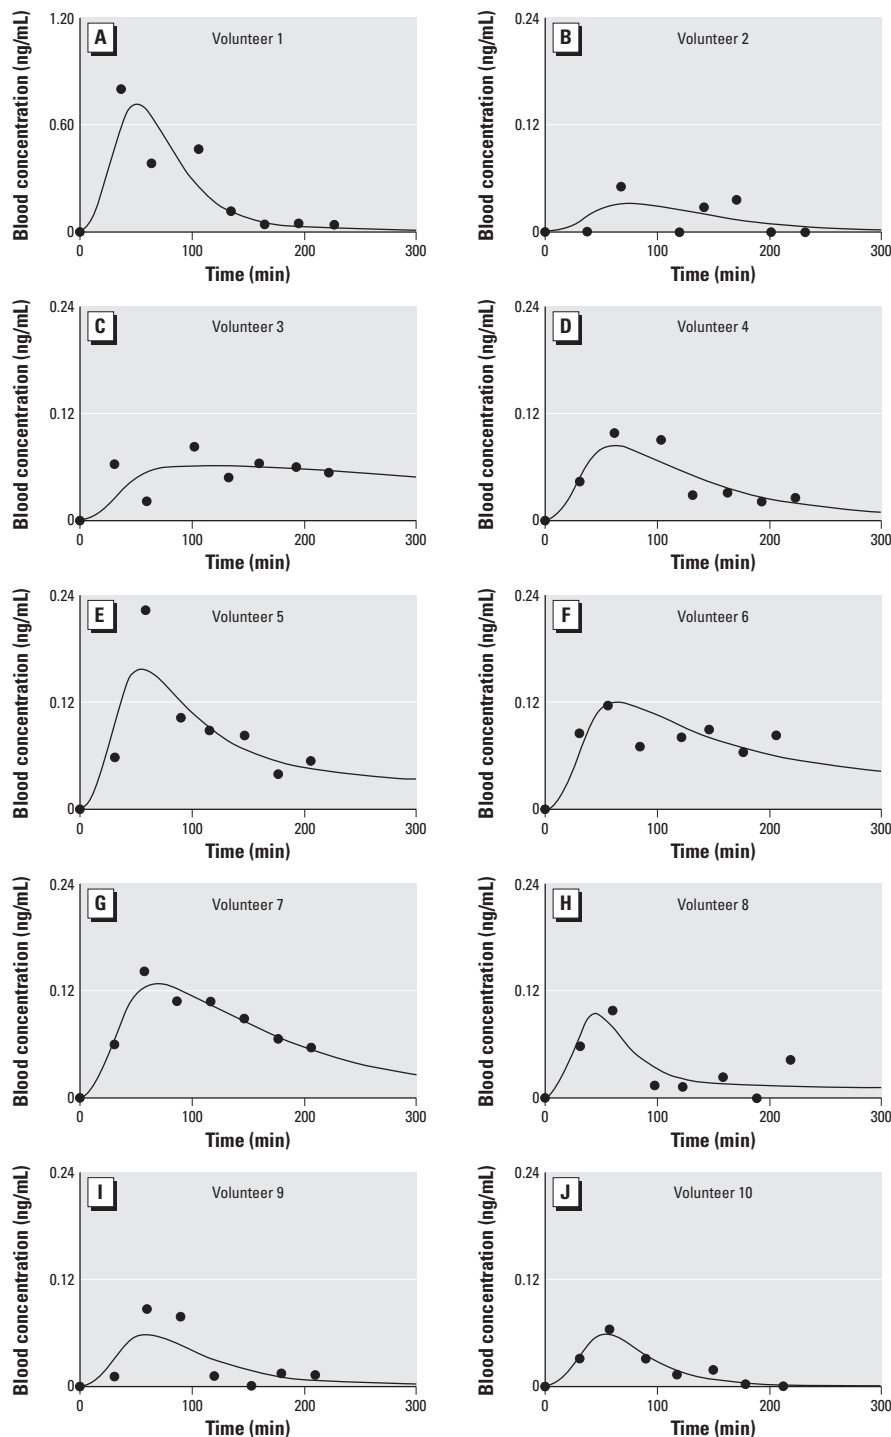 A
Volunteer 1
Blood concentration (ng/mL)
1.20
0.60
0
0
100
200
300
Time (min)
B
Volunteer 2
Blood concentration (ng/mL)
0.24
0.12
0
0
100
200
300
Time (min)
C
Volunteer 3
Blood concentration (ng/mL)
0.24
0.12
0
0
100
200
300
Time (min)
D
Volunteer 4
Blood concentration (ng/mL)
0.24
0.12
0
0
100
200
300
Time (min)
E
Volunteer 5
Blood concentration (ng/mL)
0.24
0.12
0
0
100
200
300
Time (min)
F
Volunteer 6
Blood concentration (ng/mL)
0.24
0.12
0
0
100
200
300
Time (min)
G
Volunteer 7
Blood concentration (ng/mL)
0.24
0.12
0
0
100
200
300
Time (min)
H
Volunteer 8
Blood concentration (ng/mL)
0.24
0.12
0
0
100
200
300
Time (min)
I
Volunteer 9
Blood concentration (ng/mL)
0.24
0.12
0
0
100
200
300
Time (min)
J
Volunteer 10
Blood concentration (ng/mL)
0.24
0.12
0
0
100
200
300
Time (min)